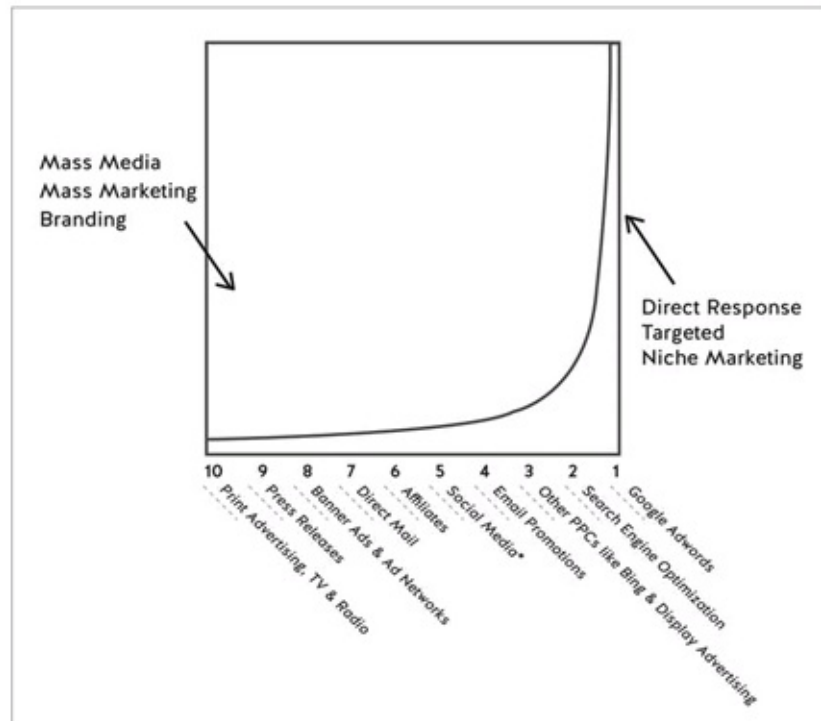 Mass Media
Mass Marketing
Branding
Direct Response
Targeted
Niche Marketing
10 9 8 7 6 5 4 3 2 1
Print Advertising, TV & Radio
Press Releases
Banner Ads & Ad Networks
Direct Mail
Affiliates
Social Media*
Email Promotions
Other PPCs like Bing & Display Advertising
Search Engine Optimization
Google Adwords